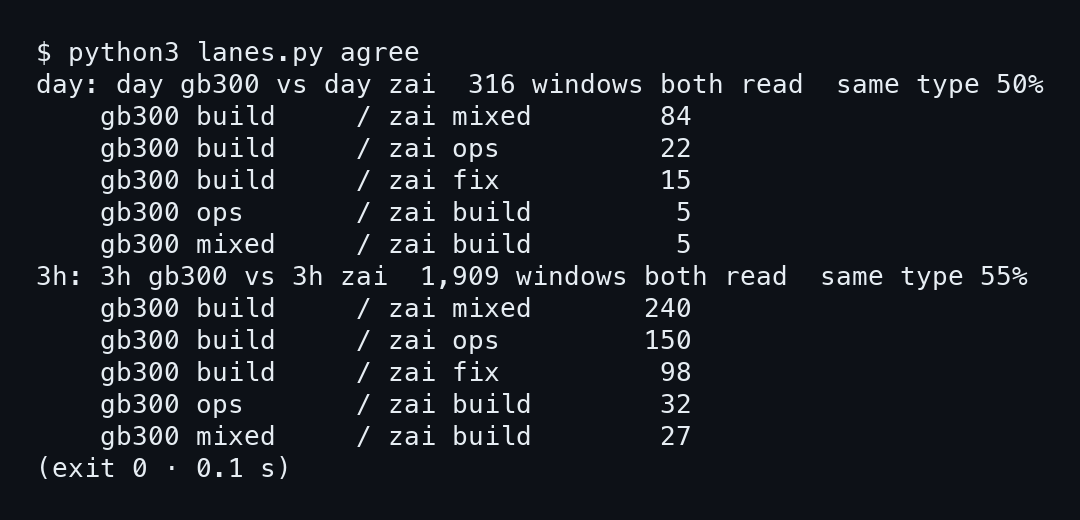 $ python3 lanes.py agree
day: day gb300 vs day zai  316 windows both read  same type 50%
    gb300 build     / zai mixed        84
    gb300 build     / zai ops          22
    gb300 build     / zai fix          15
    gb300 ops       / zai build         5
    gb300 mixed     / zai build         5
3h: 3h gb300 vs 3h zai  1,909 windows both read  same type 55%
    gb300 build     / zai mixed       240
    gb300 build     / zai ops         150
    gb300 build     / zai fix          98
    gb300 ops       / zai build        32
    gb300 mixed     / zai build        27
(exit 0 · 0.1 s)